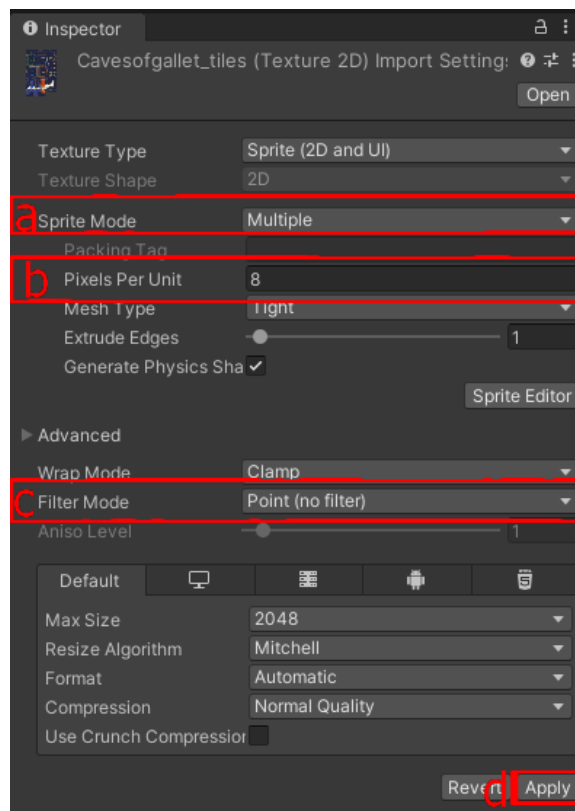 Inspector
Cavesofgallet_tiles (Texture 2D) Import Setting:
Open
Texture Type Sprite (2D and UI)
Texture Shape 2D
a Sprite Mode Multiple
Packing Tag
b Pixels Per Unit 8
Mesh Type Tight
Extrude Edges 1
Generate Physics Sha
Sprite Editor
Advanced
Wrap Mode Clamp
c Filter Mode Point (no filter)
Aniso Level 1
Default
Max Size 2048
Resize Algorithm Mitchell
Format Automatic
Compression Normal Quality
Use Crunch Compression
Revert d Apply